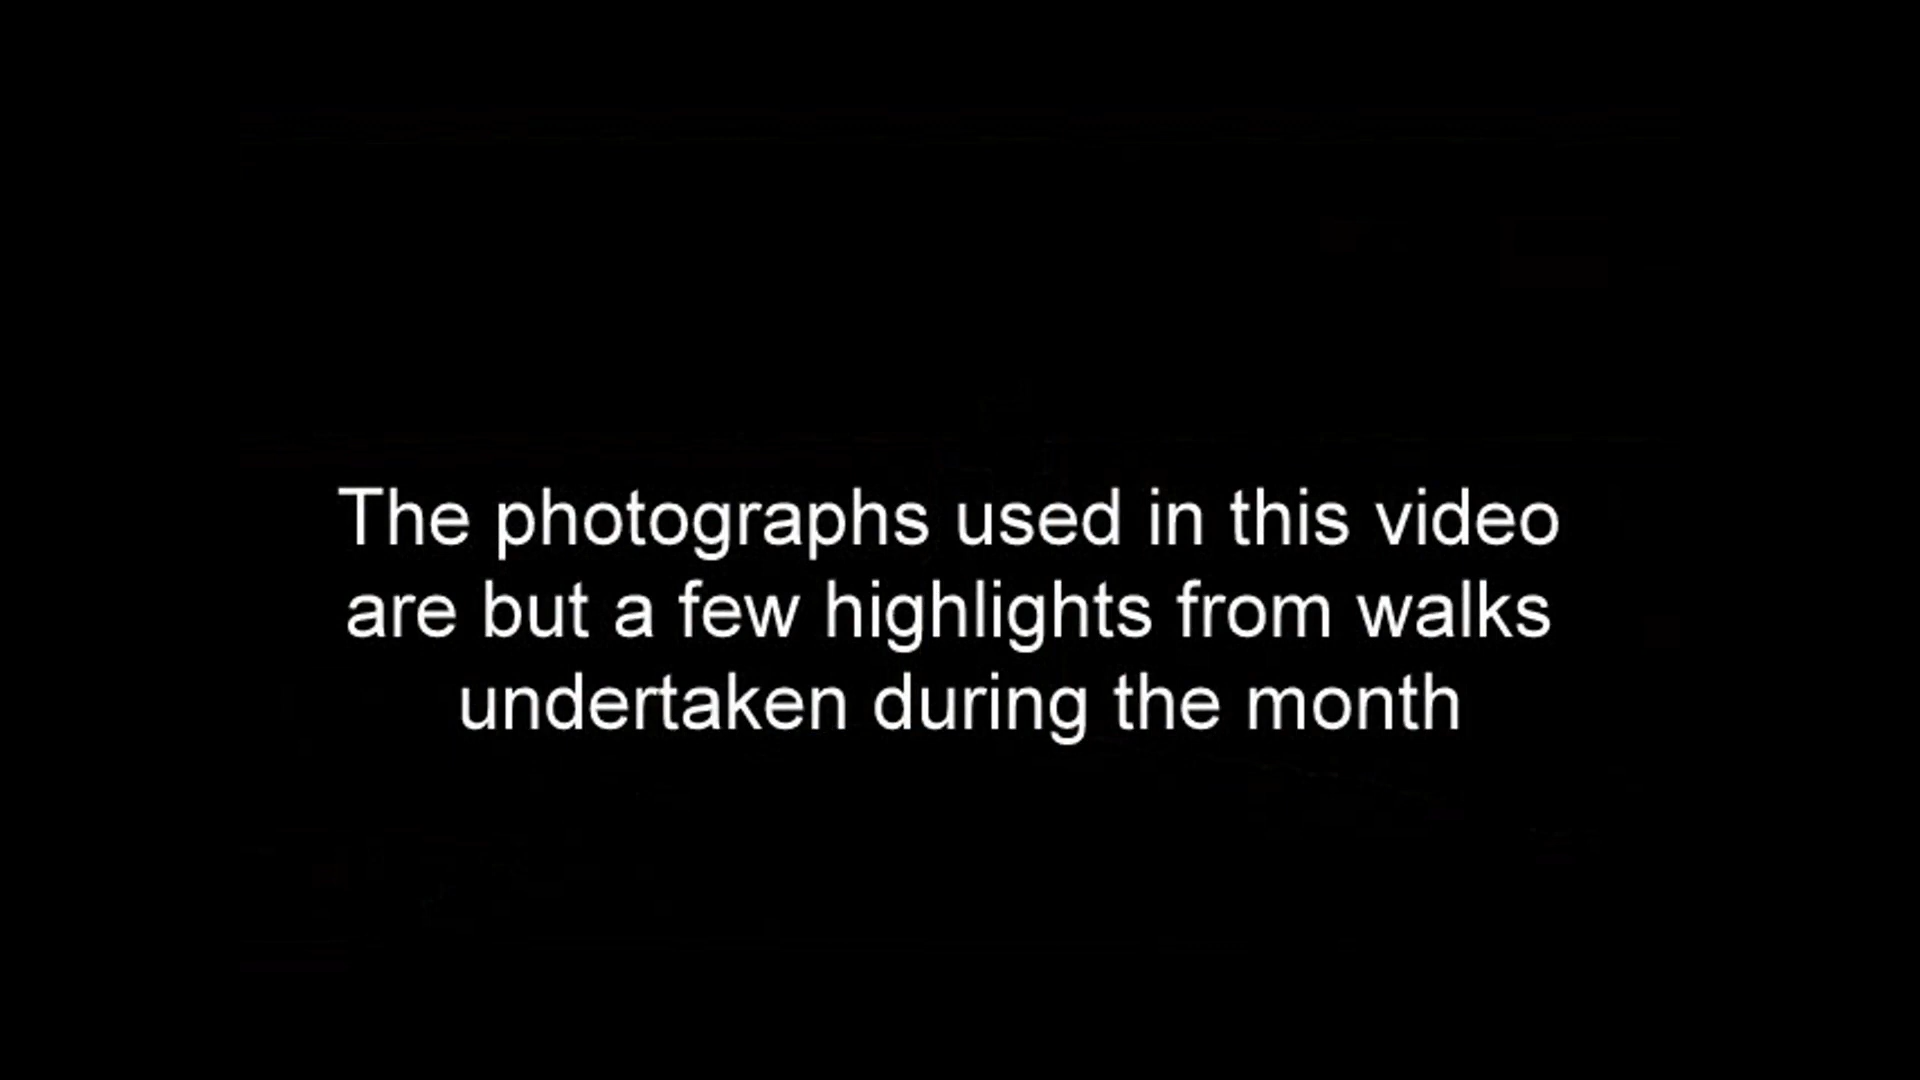 The photographs used in this video
are but a few highlights from walks
undertaken during the month